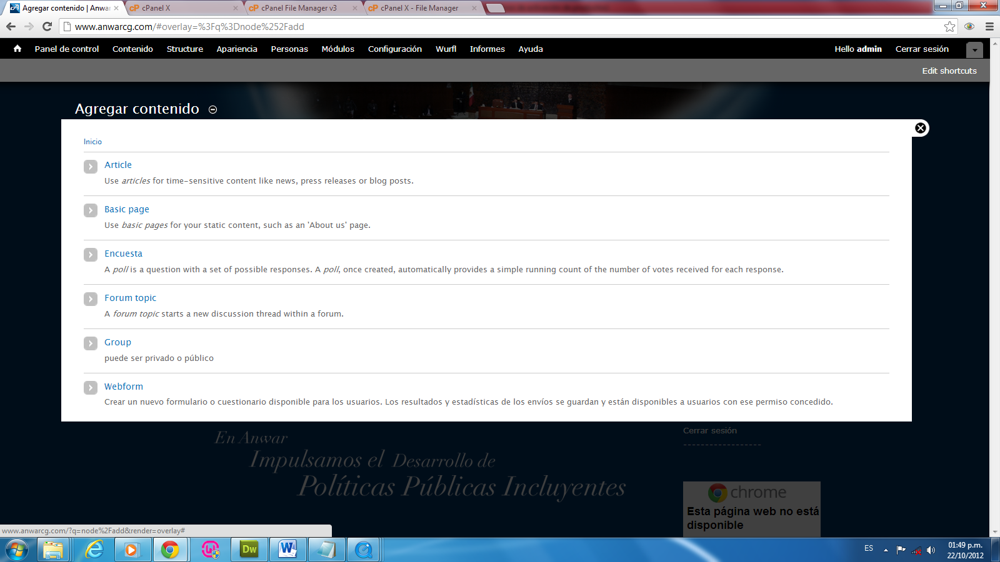 Agregar contenido | Anwar
cPanel X
cPanel File Manager v3
cPanel X - File Manager
www.anwarcg.com/#overlay=%3Fq%3Dnode%252Fadd
Panel de control Contenido Structure Apariencia Personas Módulos Configuración Wurfl Informes Ayuda Hello admin Cerrar sesión
Edit shortcuts
Agregar contenido
Inicio
Article
Use articles for time-sensitive content like news, press releases or blog posts.
Basic page
Use basic pages for your static content, such as an 'About us' page.
Encuesta
A poll is a question with a set of possible responses. A poll, once created, automatically provides a simple running count of the number of votes received for each response.
Forum topic
A forum topic starts a new discussion thread within a forum.
Group
puede ser privado o público
Webform
Crear un nuevo formulario o cuestionario disponible para los usuarios. Los resultados y estadísticas de los envíos se guardan y están disponibles a usuarios con ese permiso concedido.
Cerrar sesión
En Anwar
Impulsamos el Desarrollo de
Políticas Públicas Incluyentes
chrome
Esta página web no está
disponible
www.anwarcg.com/?q=node%2Fadd&render=overlay#
Dw
W
ES
01:49 p.m.
22/10/2012